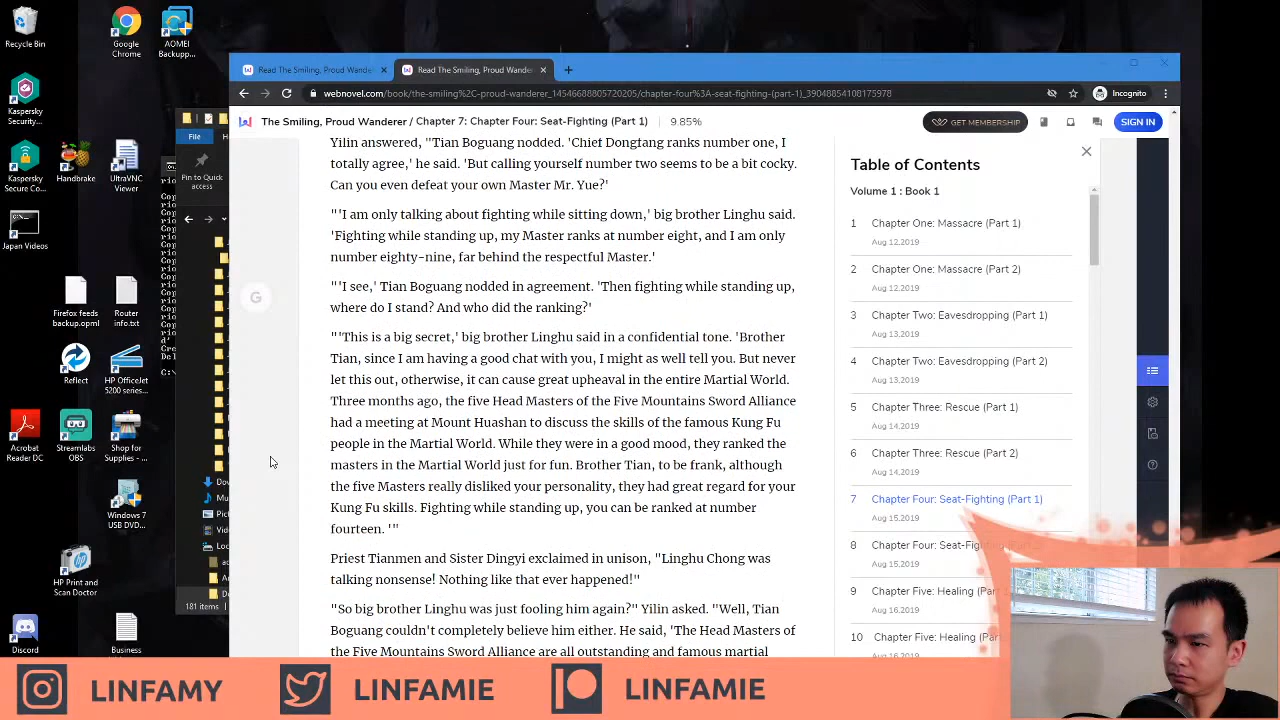 Recycle Bin
Google Chrome
AOMEI Backupp...
Kaspersky Security...
Kaspersky Secure Co...
Handbrake
UltraVNC Viewer
Japan Videos
Firefox feeds backup.opml
Router info.txt
Reflect
HP OfficeJet 5200 series...
Acrobat Reader DC
Streamlabs OBS
Shop for Supplies - ...
Windows 7 USB DVD...
HP Print and Scan Doctor
Discord
Business
File
Pin to Quick access
181 items
Read The Smiling, Proud Wande
Read The Smiling, Proud Wande
webnovel.com/book/the-smiling%2C-proud-wanderer_14546688805720205/chapter-four%3A-seat-fighting-(part-1)_39048854108175978
Incognito
The Smiling, Proud Wanderer / Chapter 7: Chapter Four: Seat-Fighting (Part 1)
9.85%
GET MEMBERSHIP
SIGN IN
Yilin answered, "Tian Boguang nodded. 'Chief Dongfang ranks number one, I
totally agree,' he said. 'But calling yourself number two seems to be a bit cocky.
Can you even defeat your own Master Mr. Yue?'
"'I am only talking about fighting while sitting down,' big brother Linghu said.
'Fighting while standing up, my Master ranks at number eight, and I am only
number eighty-nine, far behind the respectful Master.'
"'I see,' Tian Boguang nodded in agreement. 'Then fighting while standing up,
where do I stand? And who did the ranking?'
"'This is a big secret,' big brother Linghu said in a confidential tone. 'Brother
Tian, since I am having a good chat with you, I might as well tell you. But never
let this out, otherwise, it can cause great upheaval in the entire Martial World.
Three months ago, the five Head Masters of the Five Mountains Sword Alliance
had a meeting at Mount Huashan to discuss the skills of the famous Kung Fu
people in the Martial World. While they were in a good mood, they ranked the
masters in the Martial World just for fun. Brother Tian, to be frank, although
the five Masters really disliked your personality, they had great regard for your
Kung Fu skills. Fighting while standing up, you can be ranked at number
fourteen. '"
Priest Tianmen and Sister Dingyi exclaimed in unison, "Linghu Chong was
talking nonsense! Nothing like that ever happened!"
"So big brother Linghu was just fooling him again?" Yilin asked. "Well, Tian
Boguang couldn't completely believe him either. He said, 'The Head Masters of
the Five Mountains Sword Alliance are all outstanding and famous martial
Table of Contents
Volume 1 : Book 1
1 Chapter One: Massacre (Part 1)
Aug 12,2019
2 Chapter One: Massacre (Part 2)
Aug 12,2019
3 Chapter Two: Eavesdropping (Part 1)
Aug 13,2019
4 Chapter Two: Eavesdropping (Part 2)
Aug 13,2019
5 Chapter Three: Rescue (Part 1)
Aug 14,2019
6 Chapter Three: Rescue (Part 2)
Aug 14,2019
7 Chapter Four: Seat-Fighting (Part 1)
Aug 15,2019
8 Chapter Four: Seat-Fighting
Aug 15,2019
9 Chapter Five: Healing (Part
Aug 16,2019
10 Chapter Five: Healing (Part
LINFAMY
LINFAMIE
LINFAMIE